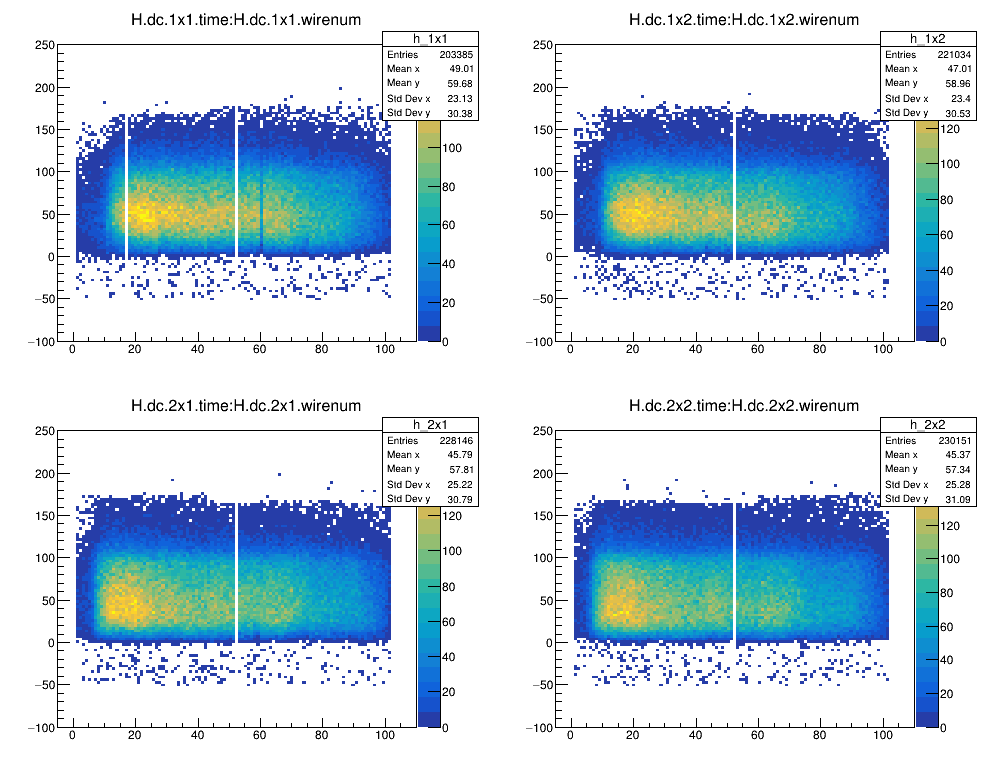 H.dc.1x1.time:H.dc.1x1.wirenum
h_1x1
Entries 203385
Mean x 49.01
Mean y 59.68
Std Dev x 23.13
Std Dev y 30.38
250
200
150
100
50
0
−50
−100
0 20 40 60 80 100
100
80
60
40
20
0
H.dc.1x2.time:H.dc.1x2.wirenum
h_1x2
Entries 221034
Mean x 47.01
Mean y 58.96
Std Dev x 23.4
Std Dev y 30.53
250
200
150
100
50
0
−50
−100
0 20 40 60 80 100
120
100
80
60
40
20
0
H.dc.2x1.time:H.dc.2x1.wirenum
h_2x1
Entries 228146
Mean x 45.79
Mean y 57.81
Std Dev x 25.22
Std Dev y 30.79
250
200
150
100
50
0
−50
−100
0 20 40 60 80 100
120
100
80
60
40
20
0
H.dc.2x2.time:H.dc.2x2.wirenum
h_2x2
Entries 230151
Mean x 45.37
Mean y 57.34
Std Dev x 25.28
Std Dev y 31.09
250
200
150
100
50
0
−50
−100
0 20 40 60 80 100
120
100
80
60
40
20
0